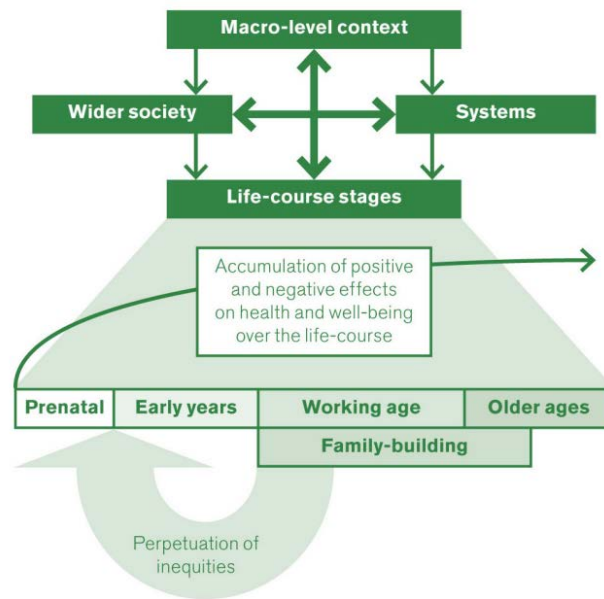 Macro-level context
Wider society
Systems
Life-course stages
Accumulation of positive
and negative effects
on health and well-being
over the life-course
Prenatal
Early years
Working age
Older ages
Family-building
Perpetuation of
inequities